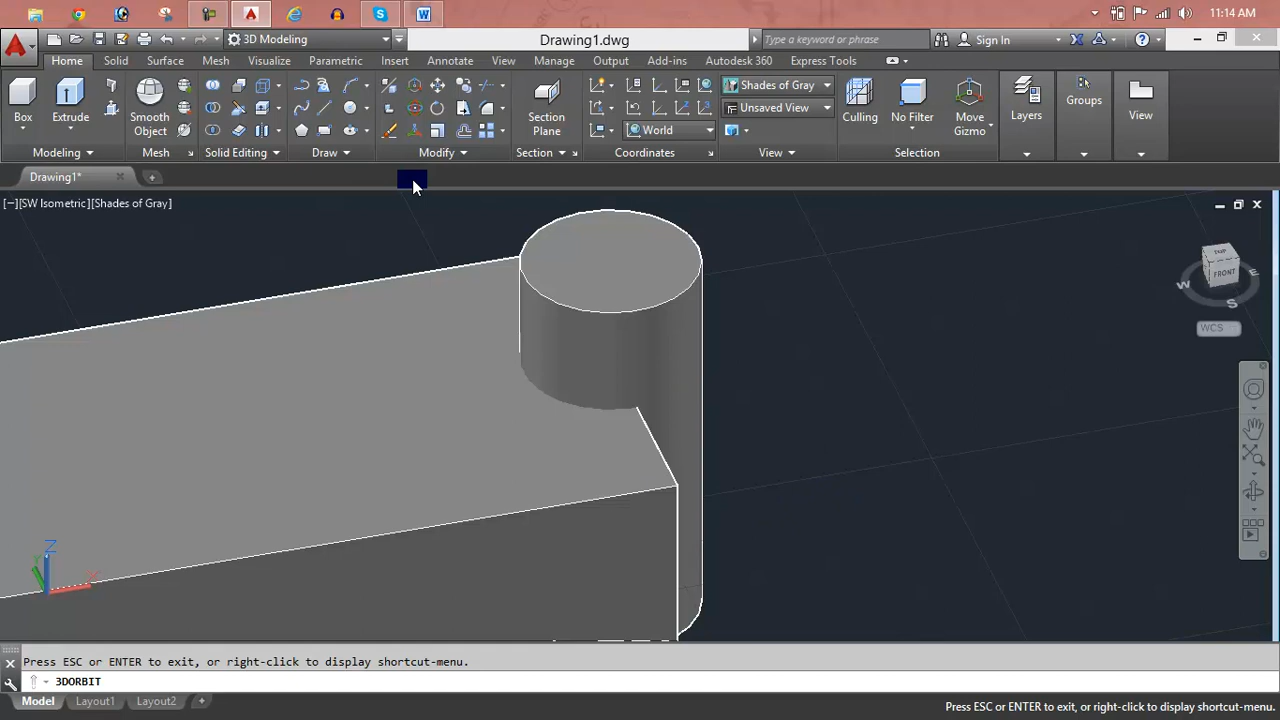 11:14 AM
3D Modeling
Drawing1.dwg
Type a keyword or phrase
Sign In
Home Solid Surface Mesh Visualize Parametric Insert Annotate View Manage Output Add-ins Autodesk 360 Express Tools
Box
Extrude
Smooth
Object
Section
Plane
World
Shades of Gray
Unsaved View
Culling
No Filter
Move
Gizmo
Layers
Groups
View
Modeling
Mesh
Solid Editing
Draw
Modify
Section
Coordinates
View
Selection
Drawing1*
[−][SW Isometric][Shades of Gray]
TOP
FRONT
W
E
S
WCS
Z
Y
X
Press ESC or ENTER to exit, or right-click to display shortcut-menu.
3DORBIT
Model Layout1 Layout2
Press ESC or ENTER to exit, or right-click to display shortcut-menu.